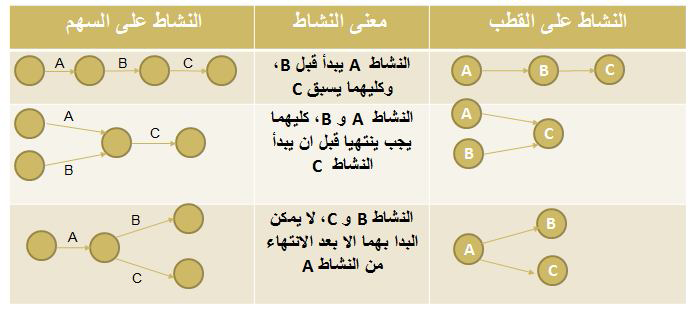 النشاط على القطب
معنى النشاط
النشاط على السهم
A B C
النشاط A يبدأ قبل B،
وكليهما يسبق C
A B C
A
B
C
النشاط A و B، كليهما
يجب ينتهيا قبل ان يبدأ
النشاط C
A
B
C
A
B
C
النشاط B و C، لا يمكن
البدا بهما الا بعد الانتهاء
من النشاط A
A
B
C